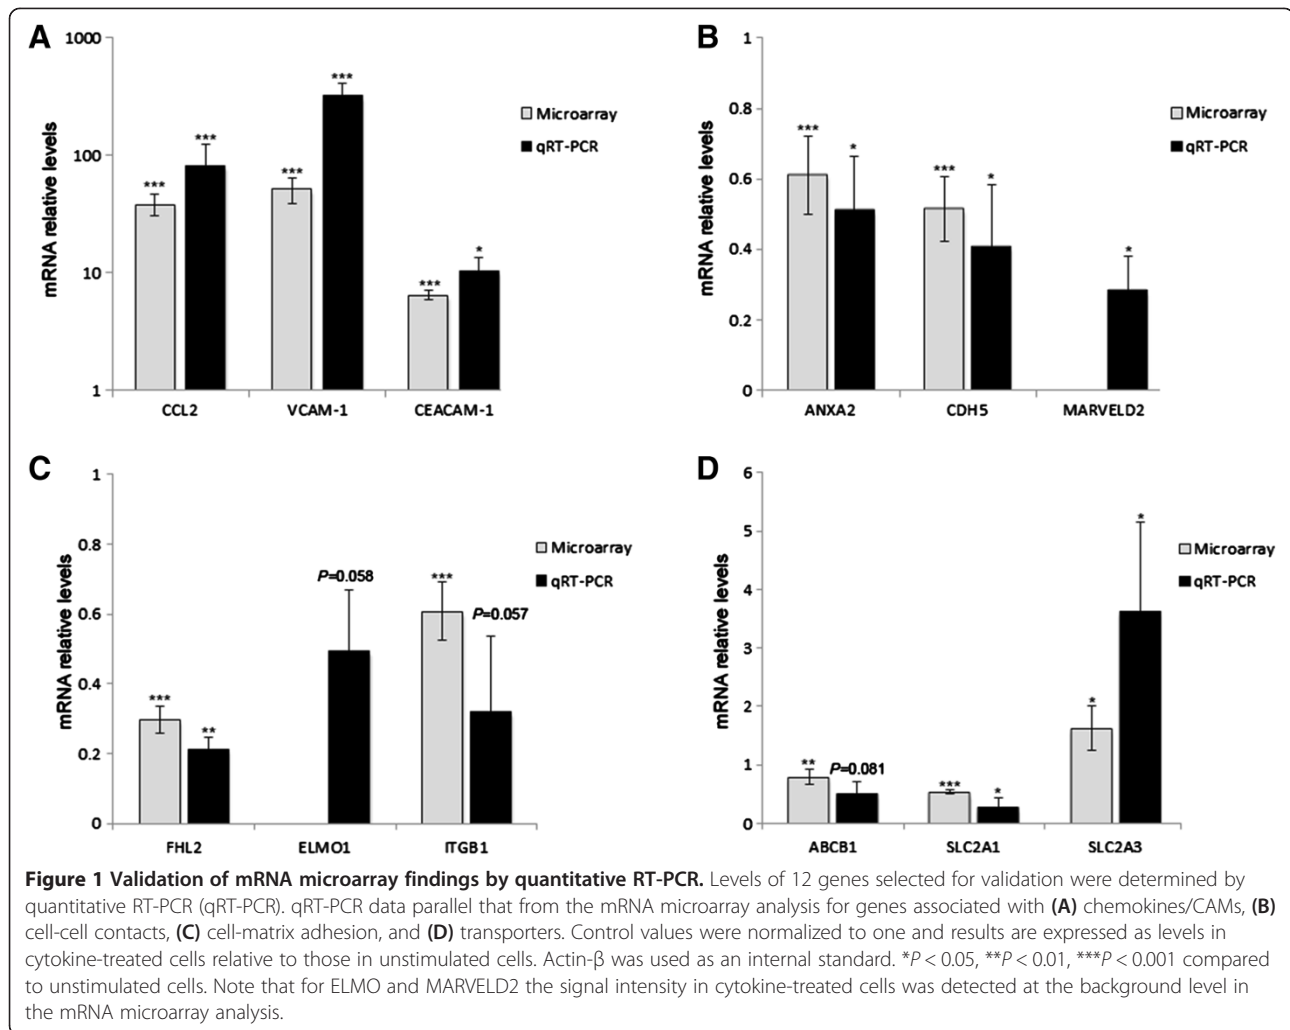 A
1000
100
10
1
mRNA relative levels
***
***
***
***
***
*
CCL2
VCAM-1
CEACAM-1
Microarray
qRT-PCR
B
1
0.8
0.6
0.4
0.2
0
mRNA relative levels
***
*
***
*
*
ANXA2
CDH5
MARVELD2
Microarray
qRT-PCR
C
1
0.8
0.6
0.4
0.2
0
mRNA relative levels
***
**
P=0.058
***
P=0.057
FHL2
ELMO1
ITGB1
Microarray
qRT-PCR
D
6
5
4
3
2
1
0
mRNA relative levels
**
P=0.081
***
*
*
*
ABCB1
SLC2A1
SLC2A3
Microarray
qRT-PCR
Figure 1 Validation of mRNA microarray findings by quantitative RT-PCR. Levels of 12 genes selected for validation were determined by
quantitative RT-PCR (qRT-PCR). qRT-PCR data parallel that from the mRNA microarray analysis for genes associated with (A) chemokines/CAMs, (B)
cell-cell contacts, (C) cell-matrix adhesion, and (D) transporters. Control values were normalized to one and results are expressed as levels in
cytokine-treated cells relative to those in unstimulated cells. Actin-β was used as an internal standard. *P < 0.05, **P < 0.01, ***P < 0.001 compared
to unstimulated cells. Note that for ELMO and MARVELD2 the signal intensity in cytokine-treated cells was detected at the background level in
the mRNA microarray analysis.